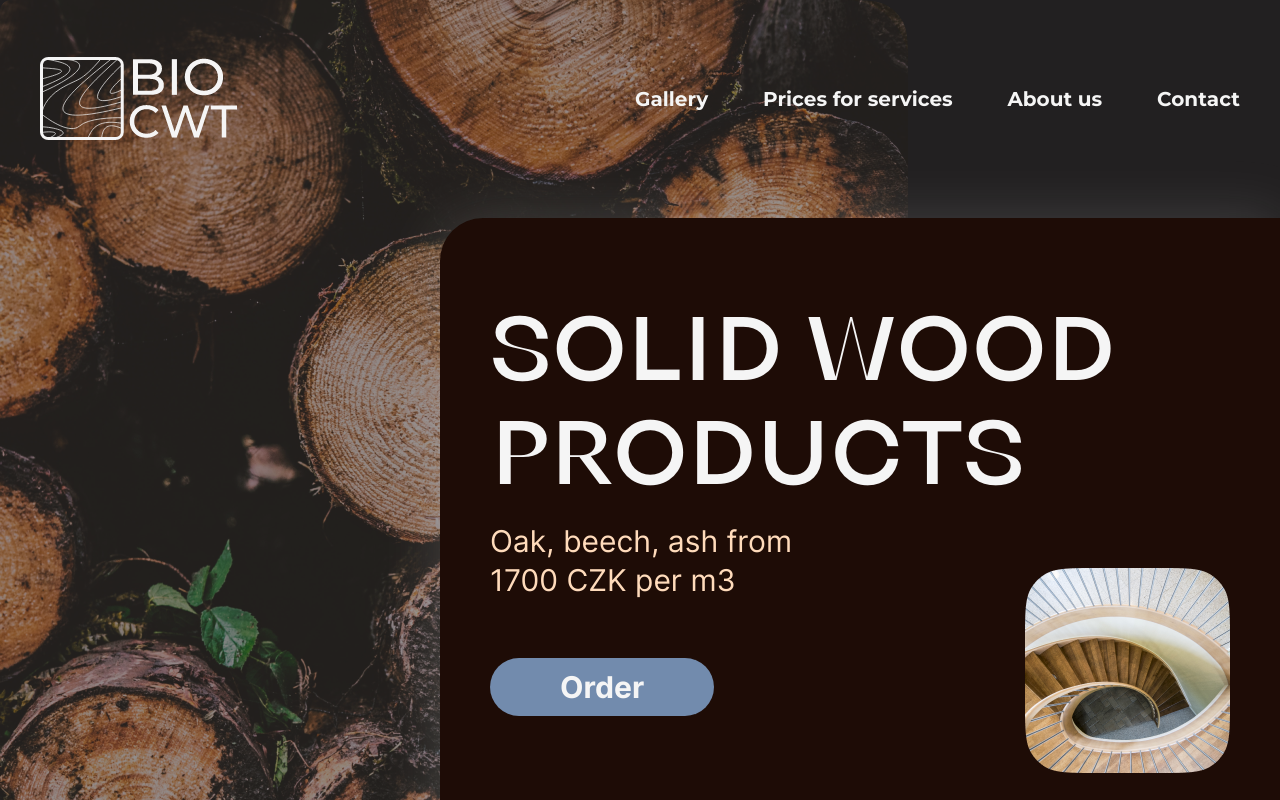 BIO
CWT
Gallery Prices for services About us Contact
SOLID WOOD
PRODUCTS
Oak, beech, ash from
1700 CZK per m3
Order